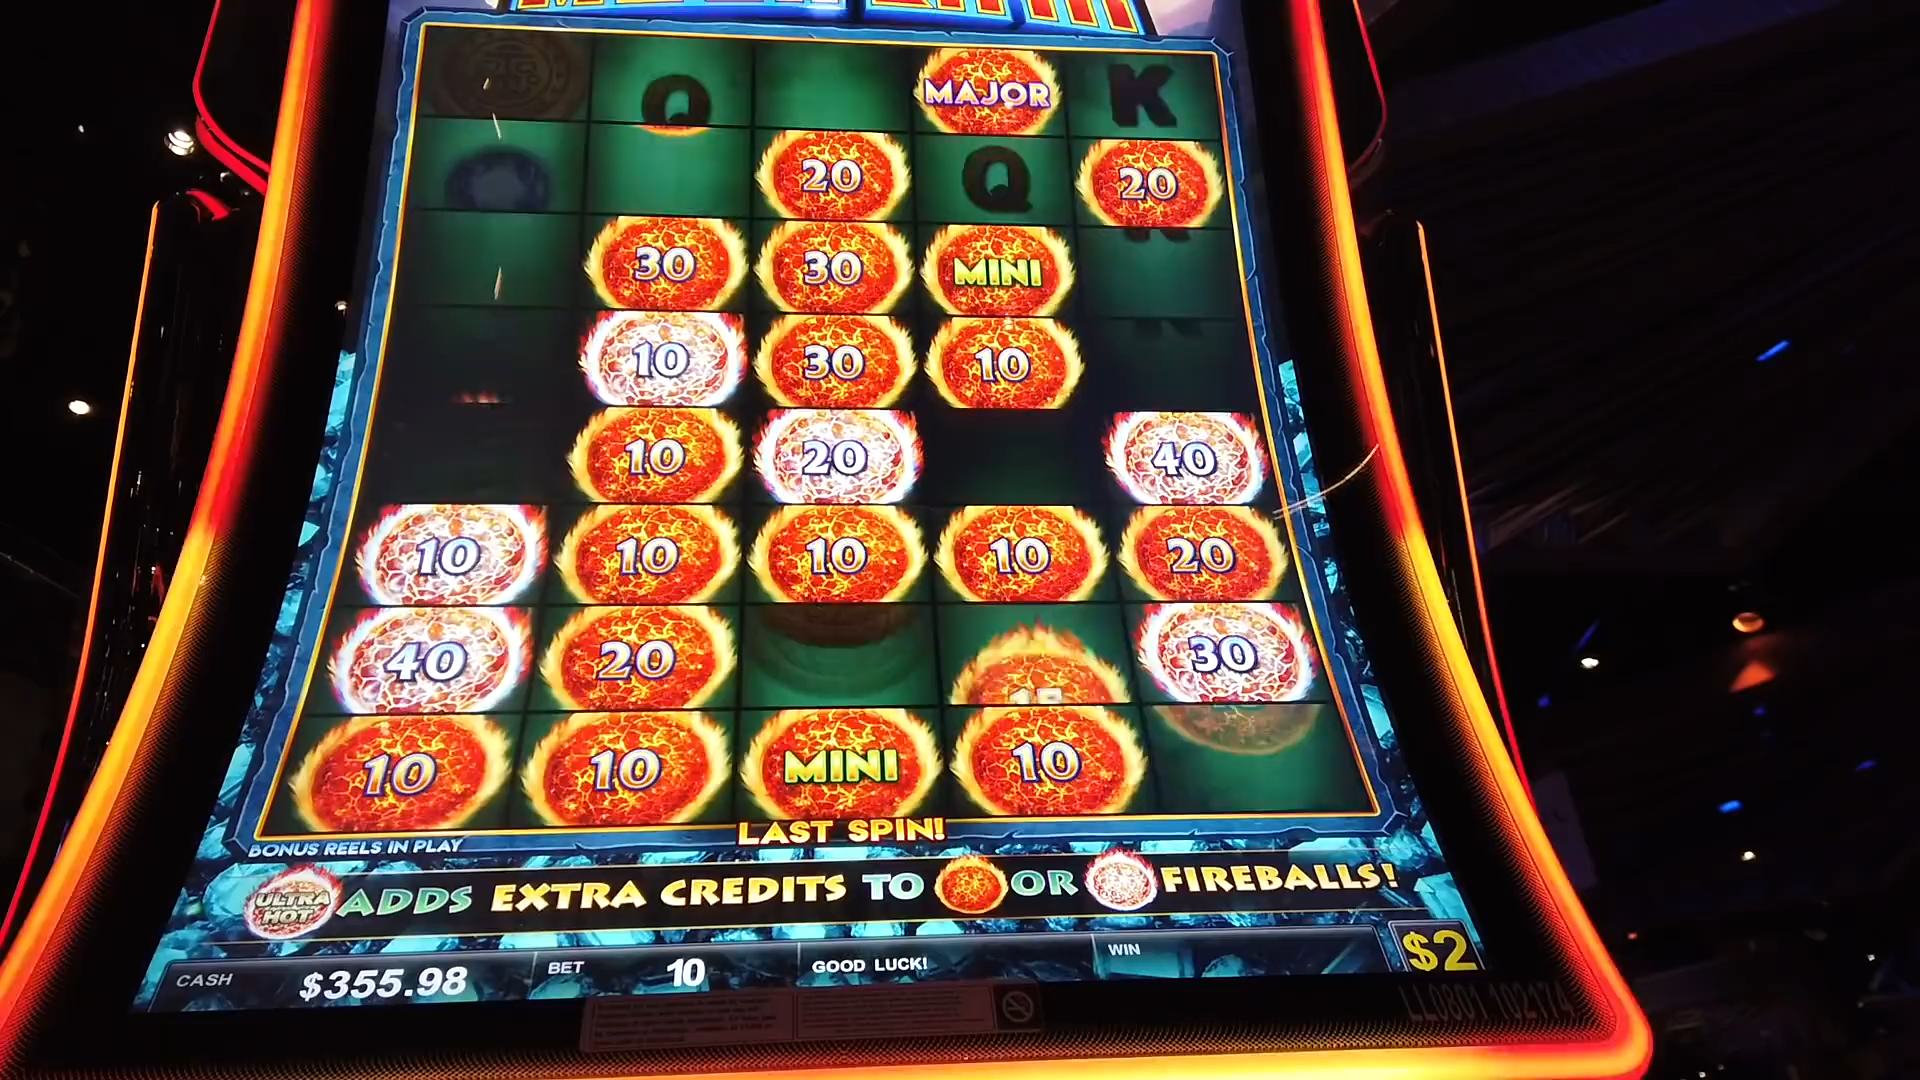 Q MAJOR K
20 Q 20
30 30 MINI
10 30 10
10 20 40
10 10 10 10 20
40 20 30
10 10 MINI 10
LAST SPIN!
BONUS REELS IN PLAY
ULTRA HOT ADDS EXTRA CREDITS TO OR FIREBALLS!
CASH $355.98 BET 10 GOOD LUCK! WIN $2
LL0801 102174